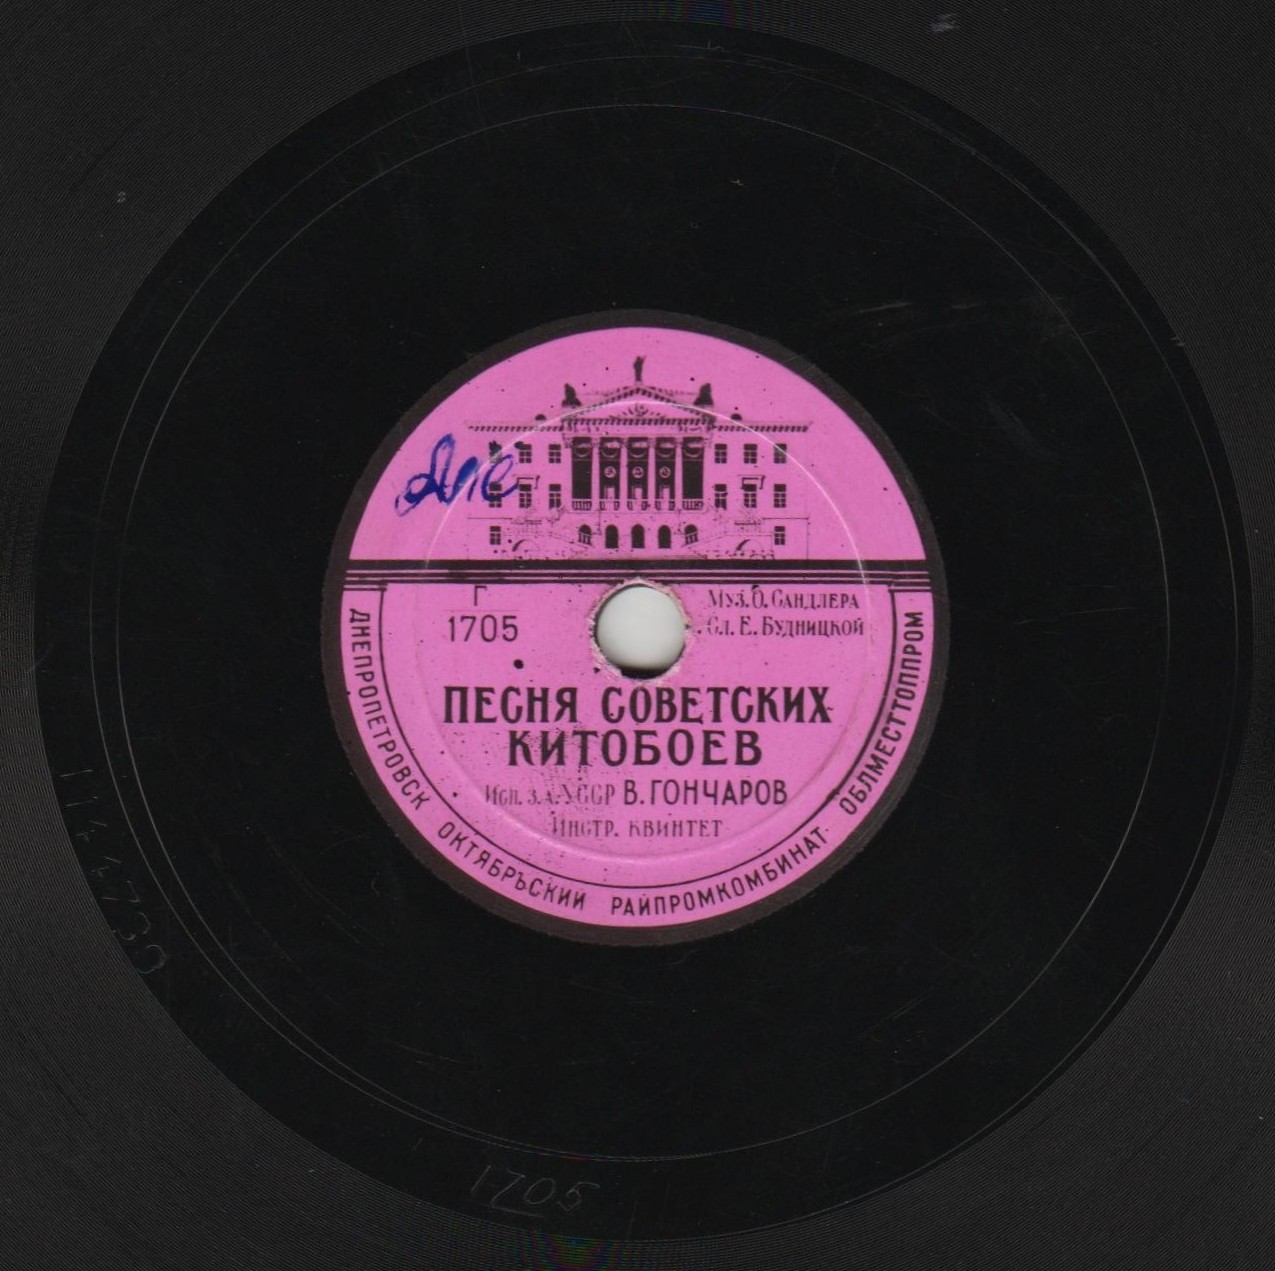 Г
1705
Муз. О. Сандлера
Сл. Е. Будницкой
ПЕСНЯ СОВЕТСКИХ
КИТОБОЕВ
Исп. з.а. УССР В. ГОНЧАРОВ
Инстр. квинтет
ДНЕПРОПЕТРОВСК ОКТЯБРЬСКИЙ РАЙПРОМКОМБИНАТ ОБЛМЕСТТОППРОМ
1705